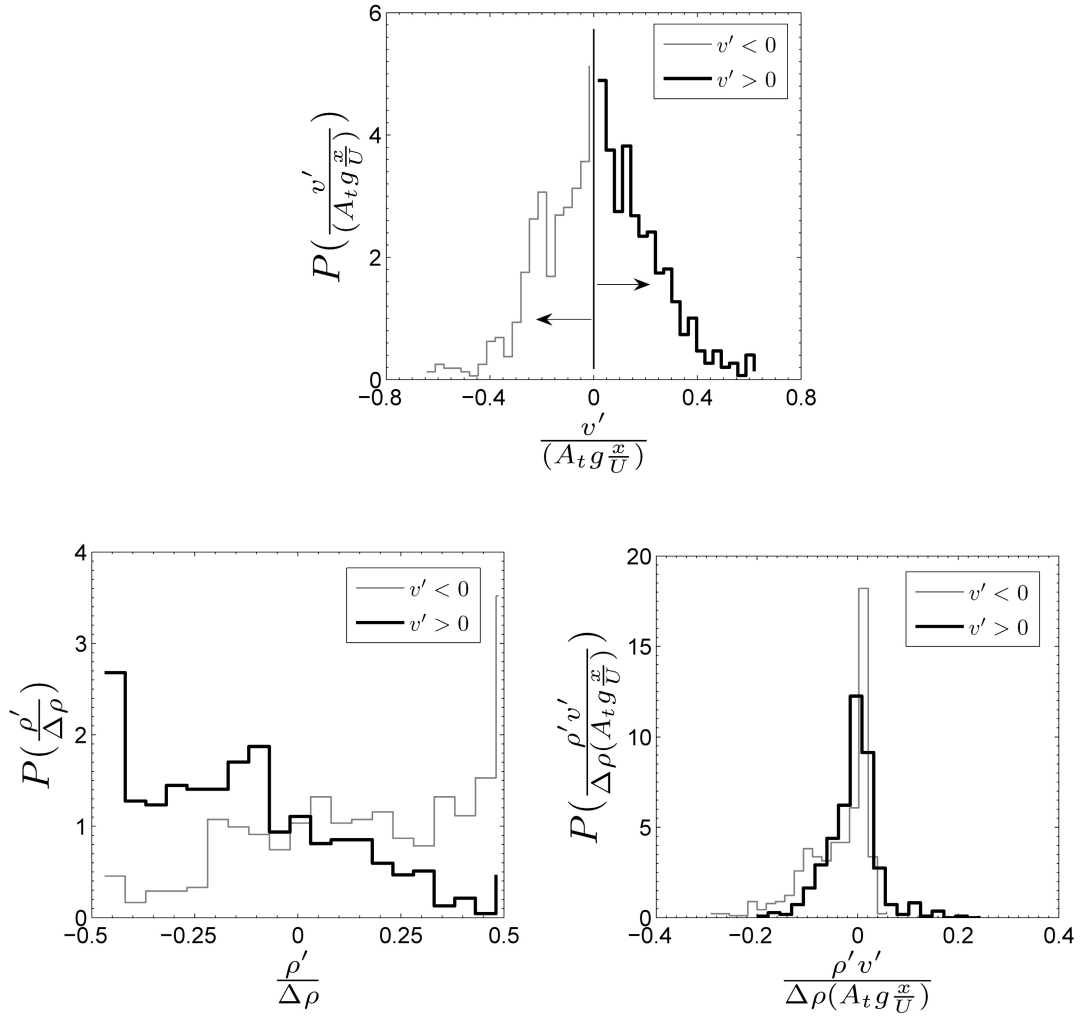 6
4
2
0
P(v′/(A_t g x/U))
v′ < 0
v′ > 0
−0.8 −0.4 0 0.4 0.8
v′/(A_t g x/U)
4
3
2
1
0
P(ρ′/Δρ)
v′ < 0
v′ > 0
−0.5 −0.25 0 0.25 0.5
ρ′/Δρ
20
15
10
5
0
P(ρ′v′/Δρ(A_t g x/U))
v′ < 0
v′ > 0
−0.4 −0.2 0 0.2 0.4
ρ′v′/Δρ(A_t g x/U)